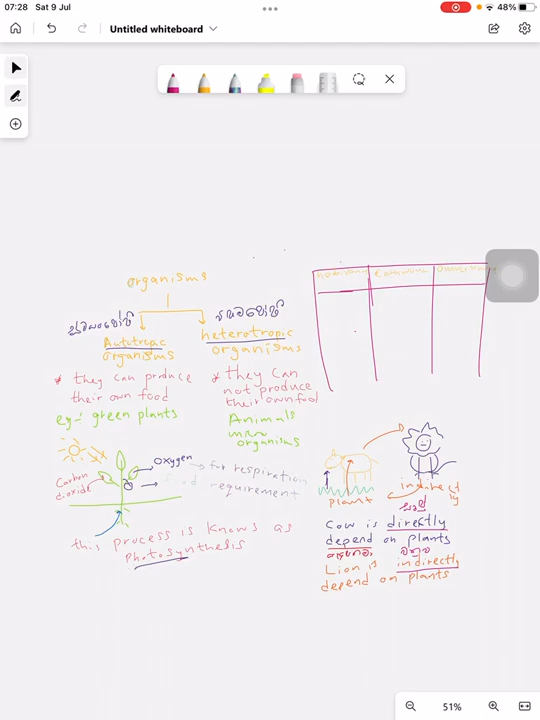 07:28 Sat 9 Jul
48%
Untitled whiteboard
organisms
Autotropic
organisms
heterotropic
organisms
* they can produce
their own food
eg:- green plants
* they can
not produce
their own food
Animals
micro
organisms
Carbon
dioxide
oxygen
for respiration
food requirement
this process is knows as
photosynthesis
plant
indirect
ly
Cow is directly
depend on plants
Lion is indirectly
depend on plants
51%